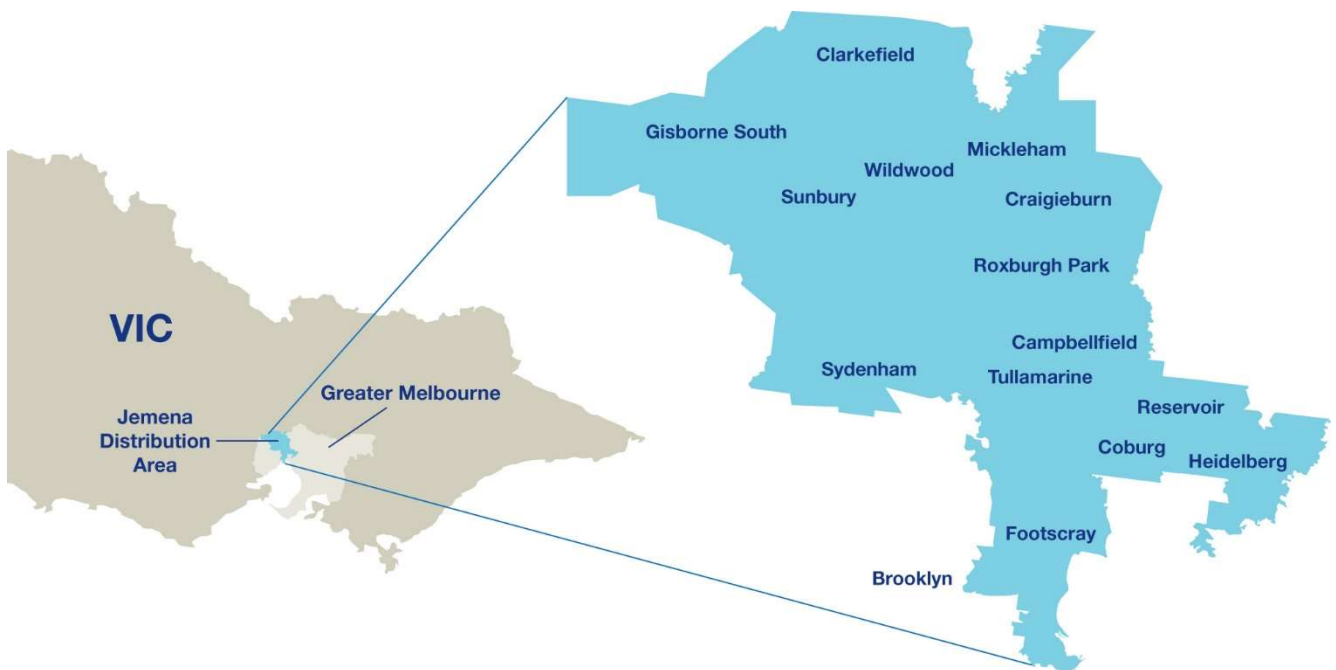 VIC
Greater Melbourne
Jemena
Distribution
Area
Clarkefield
Gisborne South
Mickleham
Wildwood
Sunbury
Craigieburn
Roxburgh Park
Campbellfield
Sydenham
Tullamarine
Reservoir
Coburg
Heidelberg
Footscray
Brooklyn